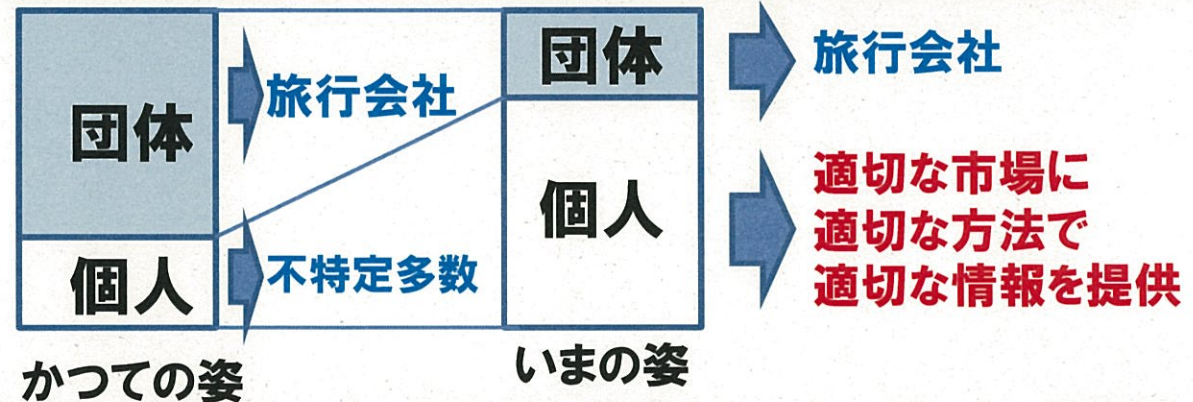 団体
旅行会社
個人
不特定多数
かつての姿
団体
旅行会社
個人
適切な市場に
適切な方法で
適切な情報を提供
いまの姿